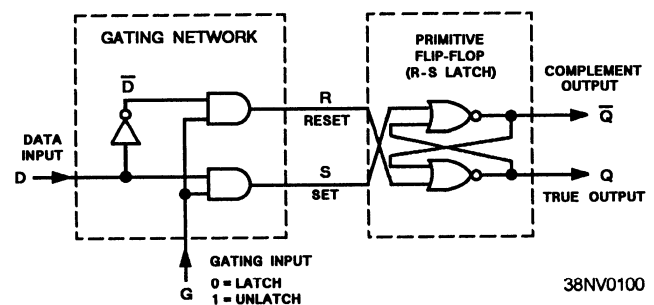 GATING NETWORK
PRIMITIVE
FLIP-FLOP
(R-S LATCH)
COMPLEMENT
OUTPUT
D̅
R
RESET
Q̅
DATA
INPUT
D
S
SET
Q
TRUE OUTPUT
GATING INPUT
0 = LATCH
1 = UNLATCH
G
38NV0100